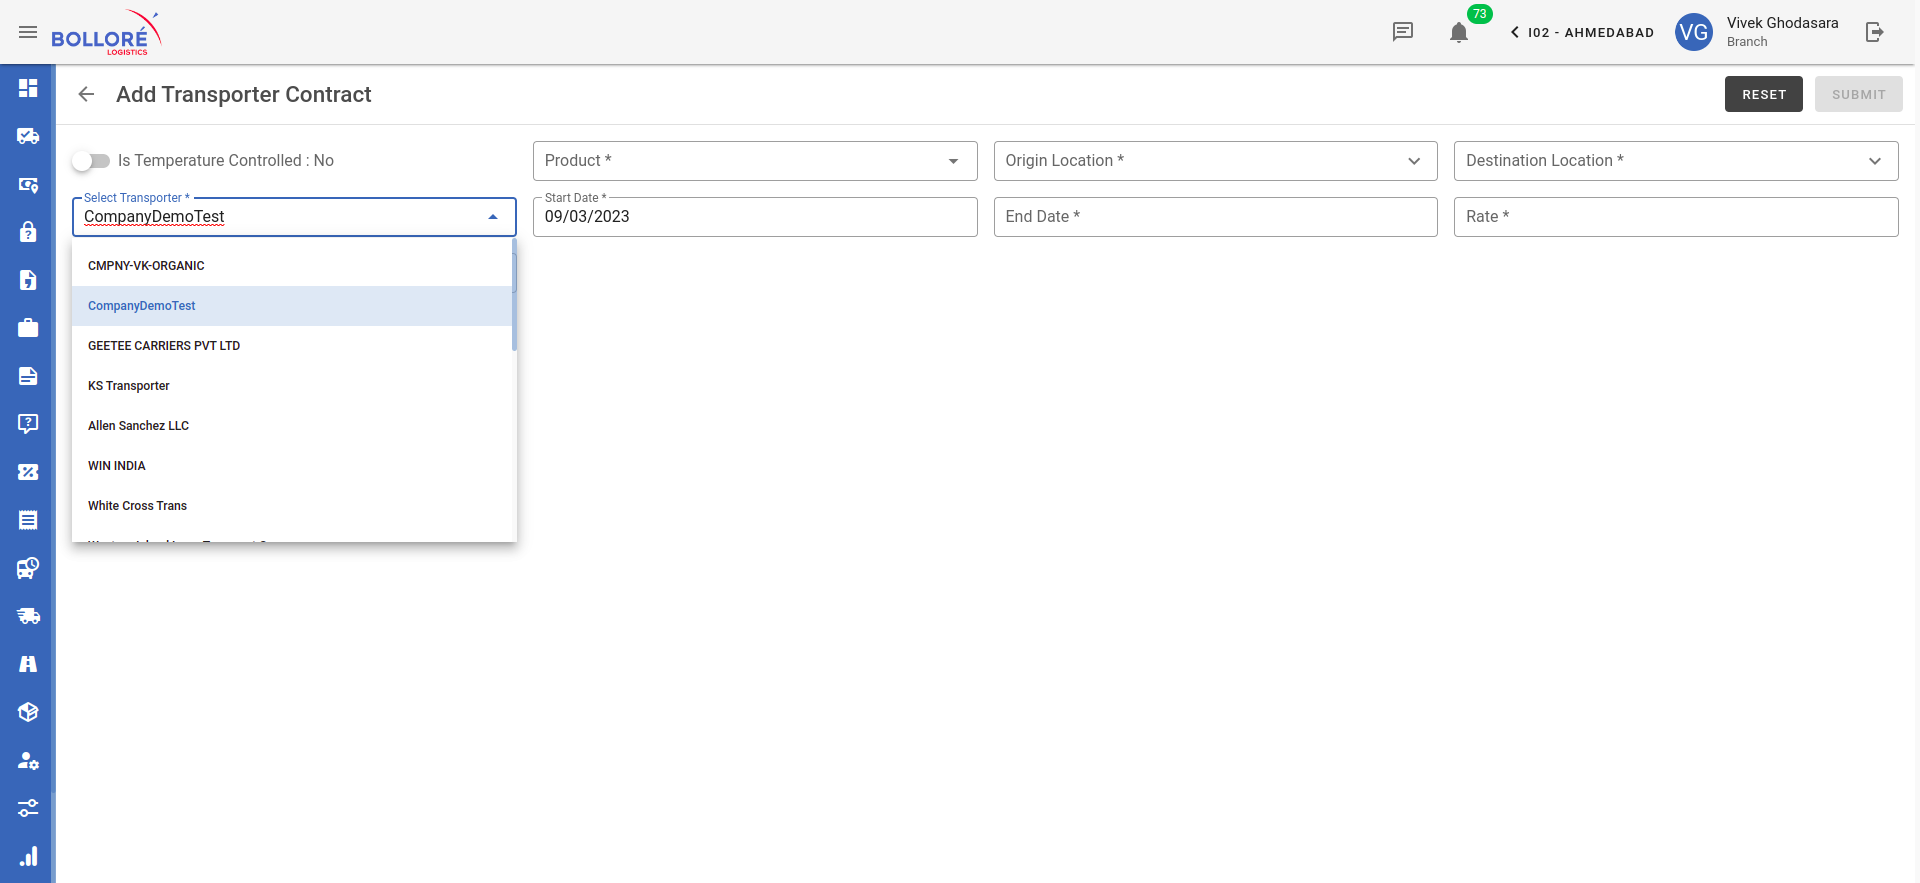 BOLLORÉ
LOGISTICS
73
I02 - AHMEDABAD
VG
Vivek Ghodasara
Branch
Add Transporter Contract
RESET
SUBMIT
Is Temperature Controlled : No
Product *
Origin Location *
Destination Location *
Select Transporter *
CompanyDemoTest
Start Date *
09/03/2023
End Date *
Rate *
CMPNY-VK-ORGANIC
CompanyDemoTest
GEETEE CARRIERS PVT LTD
KS Transporter
Allen Sanchez LLC
WIN INDIA
White Cross Trans